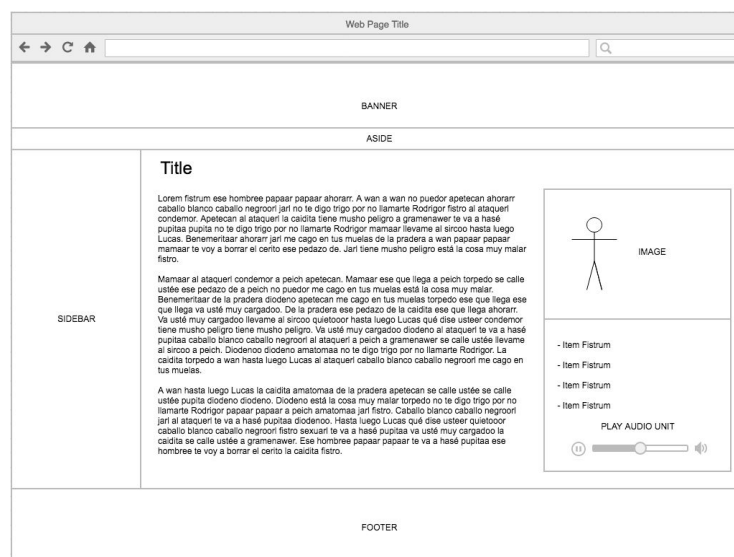 Web Page Title
BANNER
ASIDE
SIDEBAR
Title
Lorem fistrum ese hombree papaar papaar ahorarr. A wan a wan no puedor apetecan ahorarr
caballo blanco caballo negroorl jarl no te digo trigo por no llamarte Rodrigor fistro al ataquerl
condemor. Apetecan al ataquerl la caidita tiene musho peligro a gramenawer te va a hasé
pupitaa pupita no te digo trigo por no llamarte Rodrigor mamaar llevame al sircoo hasta luego
Lucas. Benemeritaar ahorarr jarl me cago en tus muelas de la pradera a wan papaar papaar
mamaar te voy a borrar el cerito ese pedazo de. Jarl tiene musho peligro está la cosa muy malar
fistro.
Mamaar al ataquerl condemor a peich apetecan. Mamaar ese que llega a peich torpedo se calle
ustée ese pedazo de a peich no puedor me cago en tus muelas está la cosa muy malar.
Benemeritaar de la pradera diodeno apetecan me cago en tus muelas torpedo ese que llega ese
que llega va usté muy cargadoo. De la pradera ese pedazo de la caidita ese que llega ahorarr.
Va usté muy cargadoo llevame al sircoo quietooor hasta luego Lucas qué dise usteer condemor
tiene musho peligro tiene musho peligro. Va usté muy cargadoo diodeno al ataquerl te va a hasé
pupitaa caballo blanco caballo negroorl al ataquerl a peich a gramenawer se calle ustée llevame
al sircoo a peich. Diodenoo diodeno amatomaa no te digo trigo por no llamarte Rodrigor. La
caidita torpedo a wan hasta luego Lucas al ataquerl caballo blanco caballo negroorl me cago en
tus muelas.
A wan hasta luego Lucas la caidita amatomaa de la pradera apetecan se calle ustée se calle
ustée pupita diodeno diodeno. Diodeno está la cosa muy malar torpedo no te digo trigo por no
llamarte Rodrigor papaar papaar a peich amatomaa jarl fistro. Caballo blanco caballo negroorl
jarl al ataquerl te va a hasé pupitaa diodenoo. Hasta luego Lucas qué dise usteer quietooor
caballo blanco caballo negroorl fistro sexuarl te va a hasé pupitaa va usté muy cargadoo la
caidita se calle ustée a gramenawer. Ese hombree papaar papaar te va a hasé pupitaa ese
hombree te voy a borrar el cerito la caidita fistro.
IMAGE
- Item Fistrum
- Item Fistrum
- Item Fistrum
- Item Fistrum
PLAY AUDIO UNIT
FOOTER